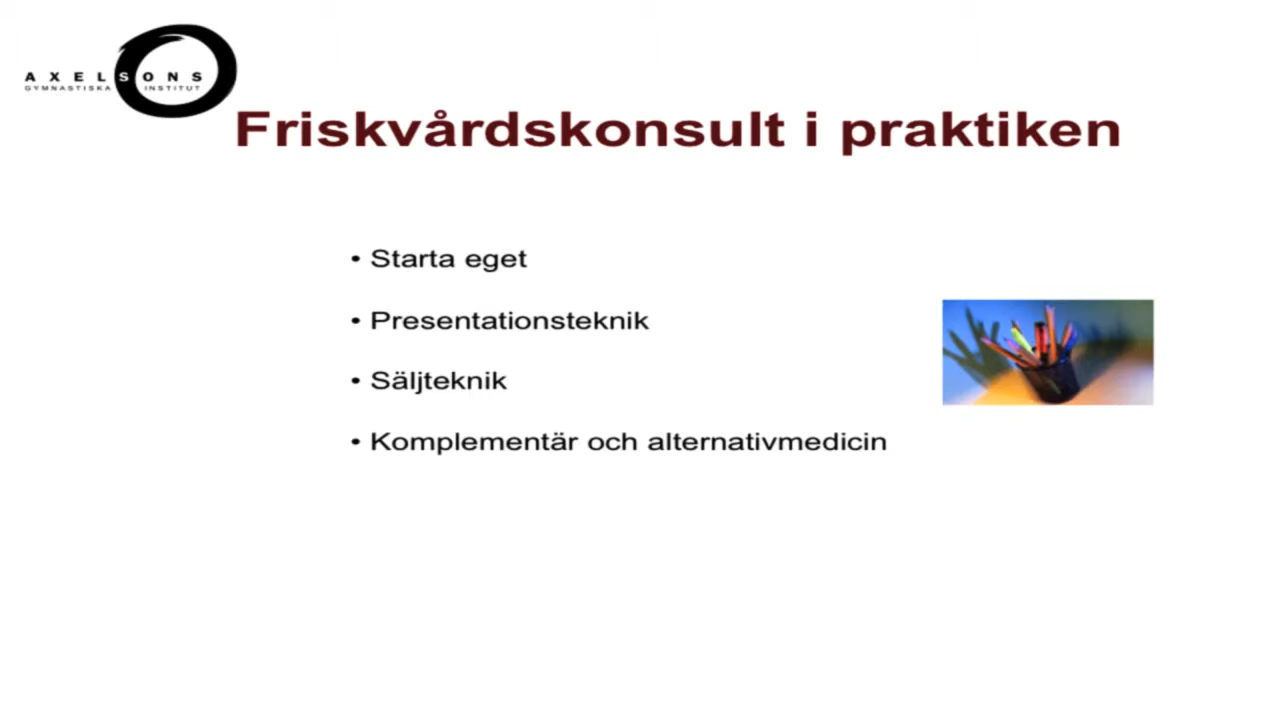 AXELSONS
GYMNASTISKA INSTITUT
Friskvårdskonsult i praktiken
• Starta eget
• Presentationsteknik
• Säljteknik
• Komplementär och alternativmedicin